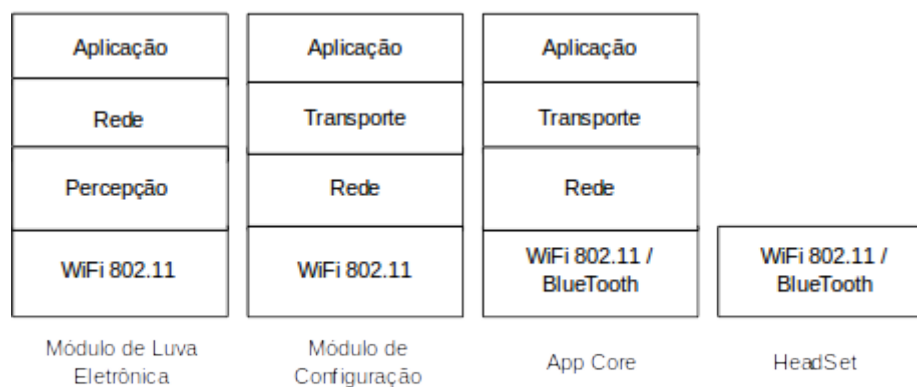 Aplicação
Rede
Percepção
WiFi 802.11
Módulo de Luva
Eletrônica
Aplicação
Transporte
Rede
WiFi 802.11
Módulo de
Configuração
Aplicação
Transporte
Rede
WiFi 802.11 /
BlueTooth
App Core
WiFi 802.11 /
BlueTooth
HeadSet